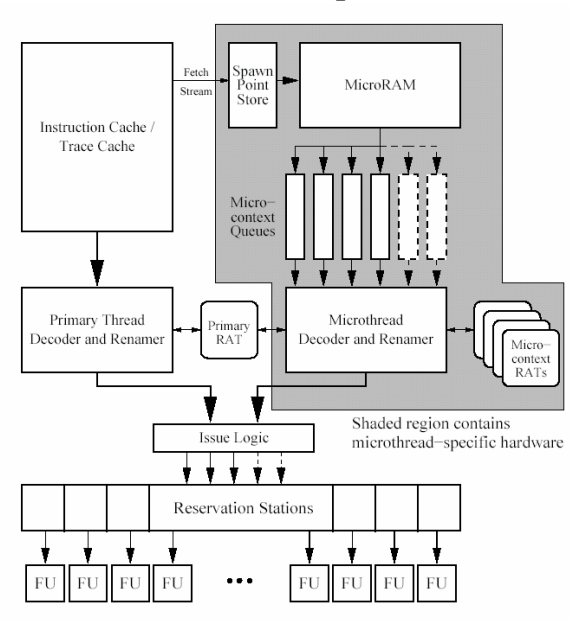 Fetch
Stream
Spawn
Point
Store
MicroRAM
Instruction Cache /
Trace Cache
Micro−
context
Queues
Primary Thread
Decoder and Renamer
Primary
RAT
Microthread
Decoder and Renamer
Micro−
context
RATs
Shaded region contains
microthread−specific hardware
Issue Logic
Reservation Stations
FU FU FU FU ••• FU FU FU FU